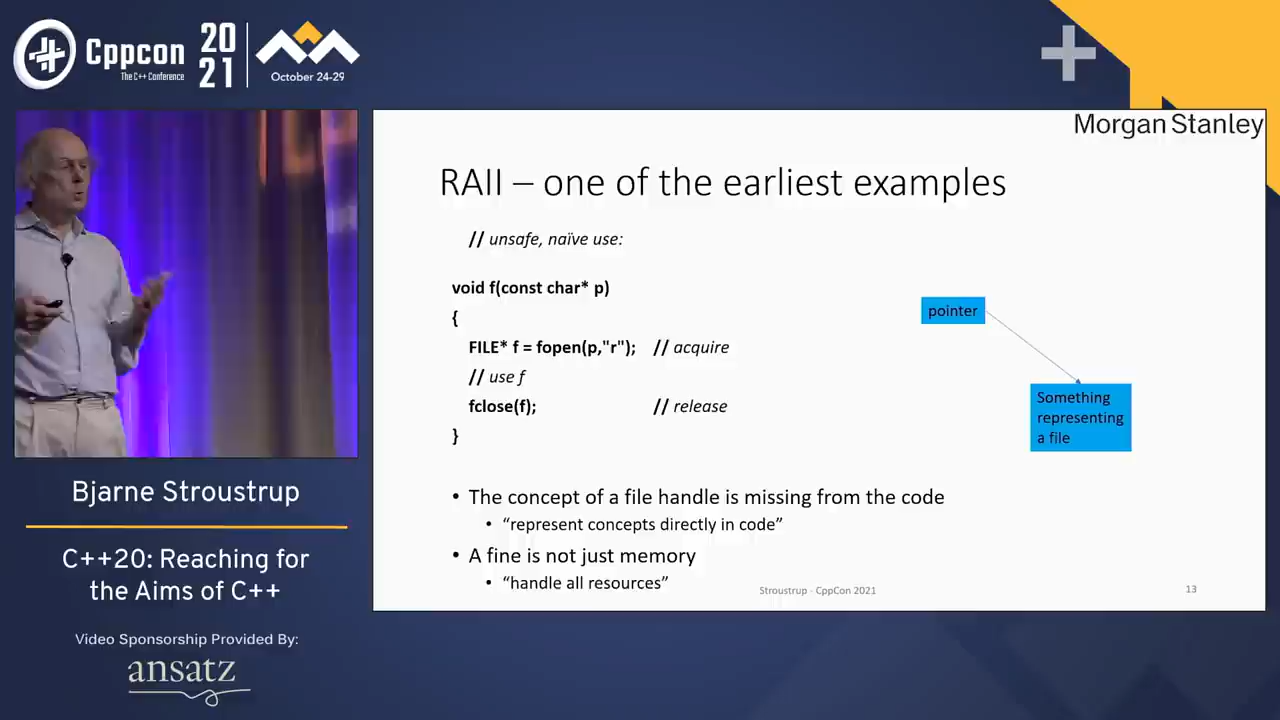 Cppcon
The C++ Conference
20
21
October 24-29
Morgan Stanley
RAII – one of the earliest examples
// unsafe, naïve use:
void f(const char* p)
{
FILE* f = fopen(p,"r"); // acquire
// use f
fclose(f); // release
}
pointer
Something
representing
a file
• The concept of a file handle is missing from the code
• “represent concepts directly in code”
• A fine is not just memory
• “handle all resources”
Stroustrup - CppCon 2021
13
Bjarne Stroustrup
C++20: Reaching for
the Aims of C++
Video Sponsorship Provided By:
ansatz